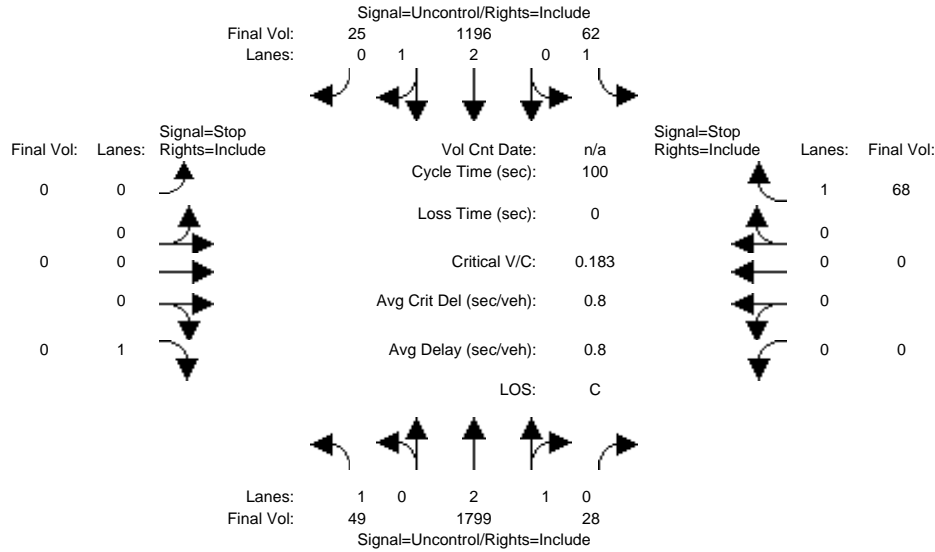 Signal=Uncontrol/Rights=Include
Final Vol: 25 1196 62
Lanes: 0 1 2 0 1
Signal=Stop Signal=Stop
Final Vol: Lanes: Rights=Include Vol Cnt Date: n/a Rights=Include Lanes: Final Vol:
Cycle Time (sec): 100
0 0 1 68
Loss Time (sec): 0
0 0
0 0 Critical V/C: 0.183 0 0
0 Avg Crit Del (sec/veh): 0.8 0
0 1 Avg Delay (sec/veh): 0.8 0 0
LOS: C
Lanes: 1 0 2 1 0
Final Vol: 49 1799 28
Signal=Uncontrol/Rights=Include